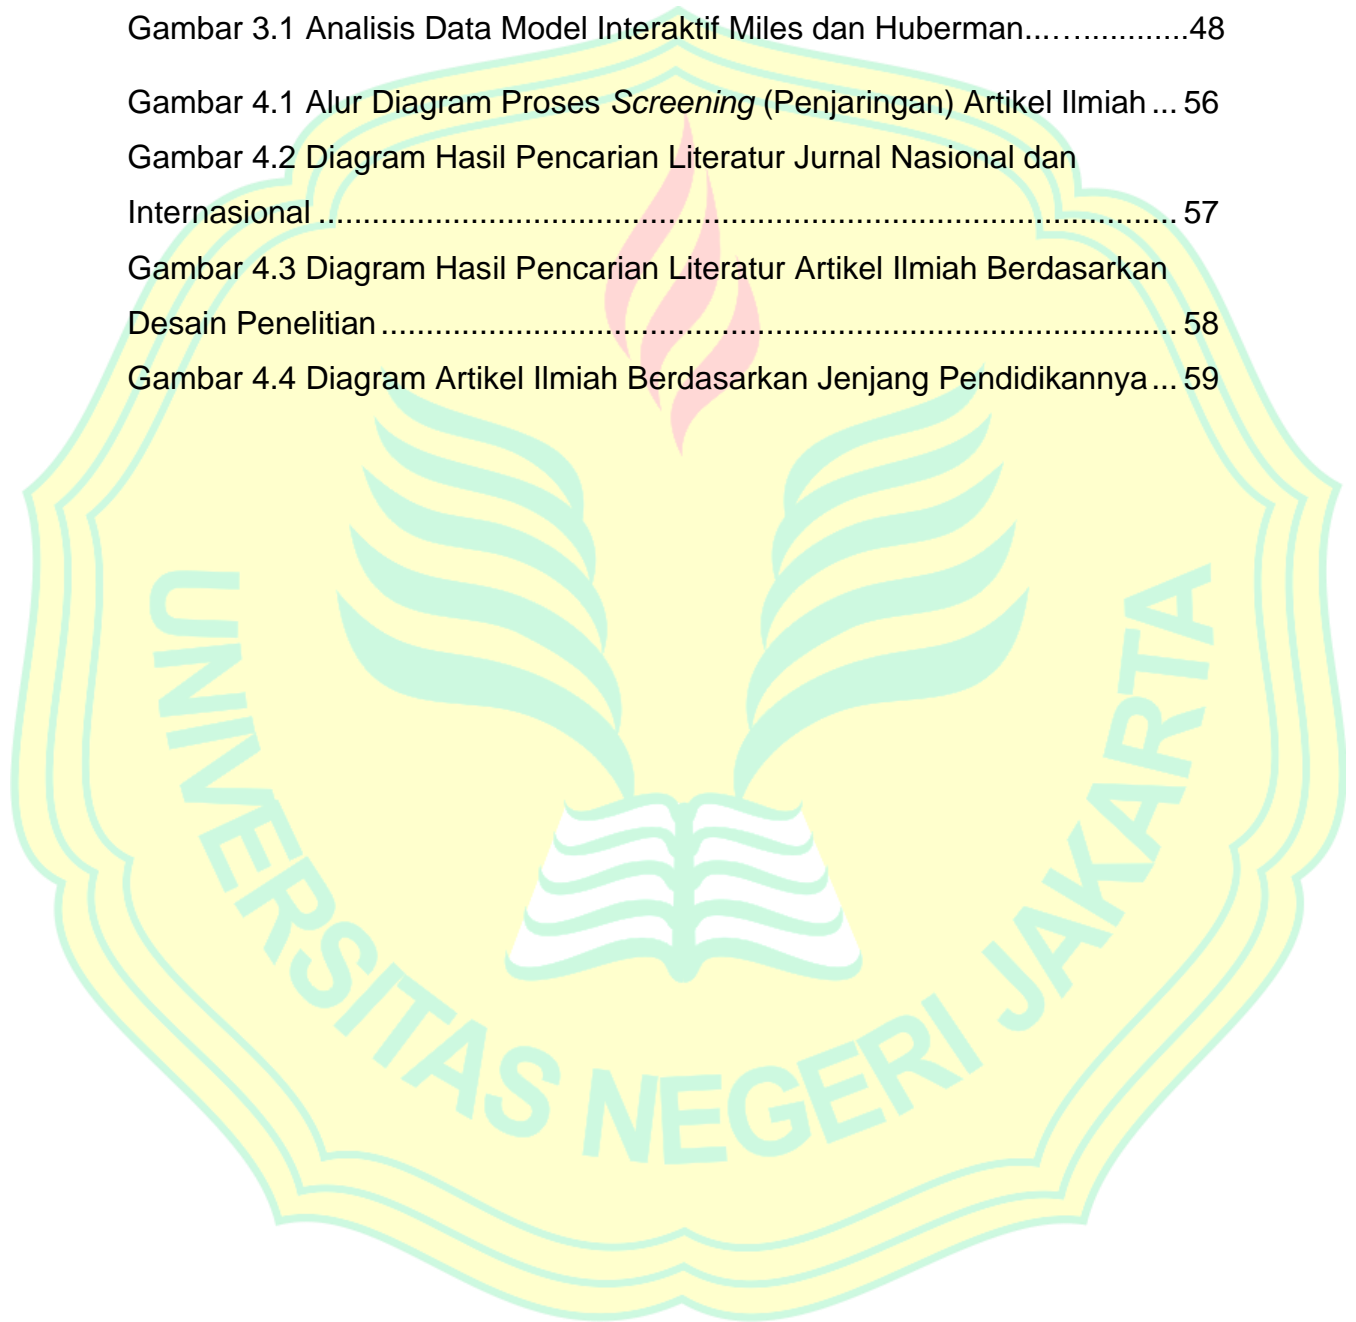 Gambar 3.1 Analisis Data Model Interaktif Miles dan Huberman...…............48
Gambar 4.1 Alur Diagram Proses Screening (Penjaringan) Artikel Ilmiah ... 56
Gambar 4.2 Diagram Hasil Pencarian Literatur Jurnal Nasional dan
Internasional ................................................................................................ 57
Gambar 4.3 Diagram Hasil Pencarian Literatur Artikel Ilmiah Berdasarkan
Desain Penelitian ......................................................................................... 58
Gambar 4.4 Diagram Artikel Ilmiah Berdasarkan Jenjang Pendidikannya ... 59
UNIVERSITAS NEGERI JAKARTA